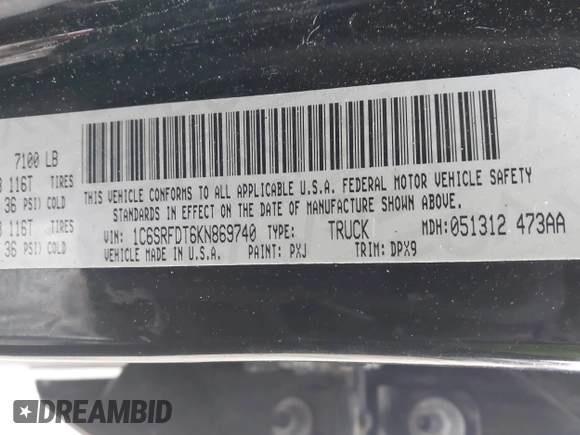 7100 LB
116T TIRES
36 PSI) COLD
116T TIRES
36 PSI) COLD
THIS VEHICLE CONFORMS TO ALL APPLICABLE U.S.A. FEDERAL MOTOR VEHICLE SAFETY
STANDARDS IN EFFECT ON THE DATE OF MANUFACTURE SHOWN ABOVE.
VIN: 1C6SRFDT6KN869740 TYPE: TRUCK MDH: 051312 473AA
VEHICLE MADE IN U.S.A. PAINT: PXJ TRIM: DPX9
DREAMBID